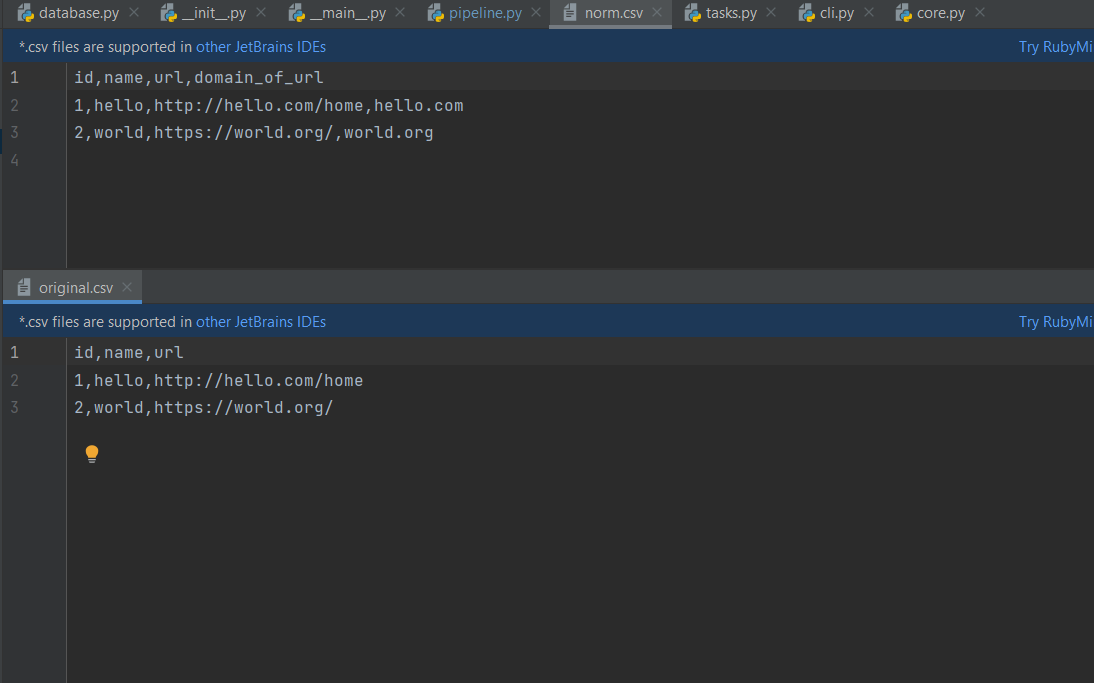 database.py __init__.py __main__.py pipeline.py norm.csv tasks.py cli.py core.py
*.csv files are supported in other JetBrains IDEs Try RubyMi
1 id,name,url,domain_of_url
2 1,hello,http://hello.com/home,hello.com
3 2,world,https://world.org/,world.org
4
original.csv
*.csv files are supported in other JetBrains IDEs Try RubyMi
1 id,name,url
2 1,hello,http://hello.com/home
3 2,world,https://world.org/